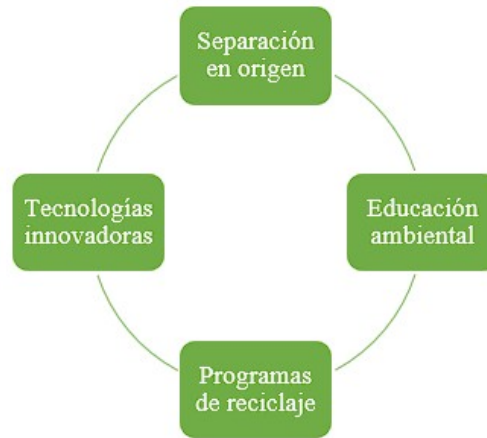 Separación
en origen
Tecnologías
innovadoras
Educación
ambiental
Programas
de reciclaje